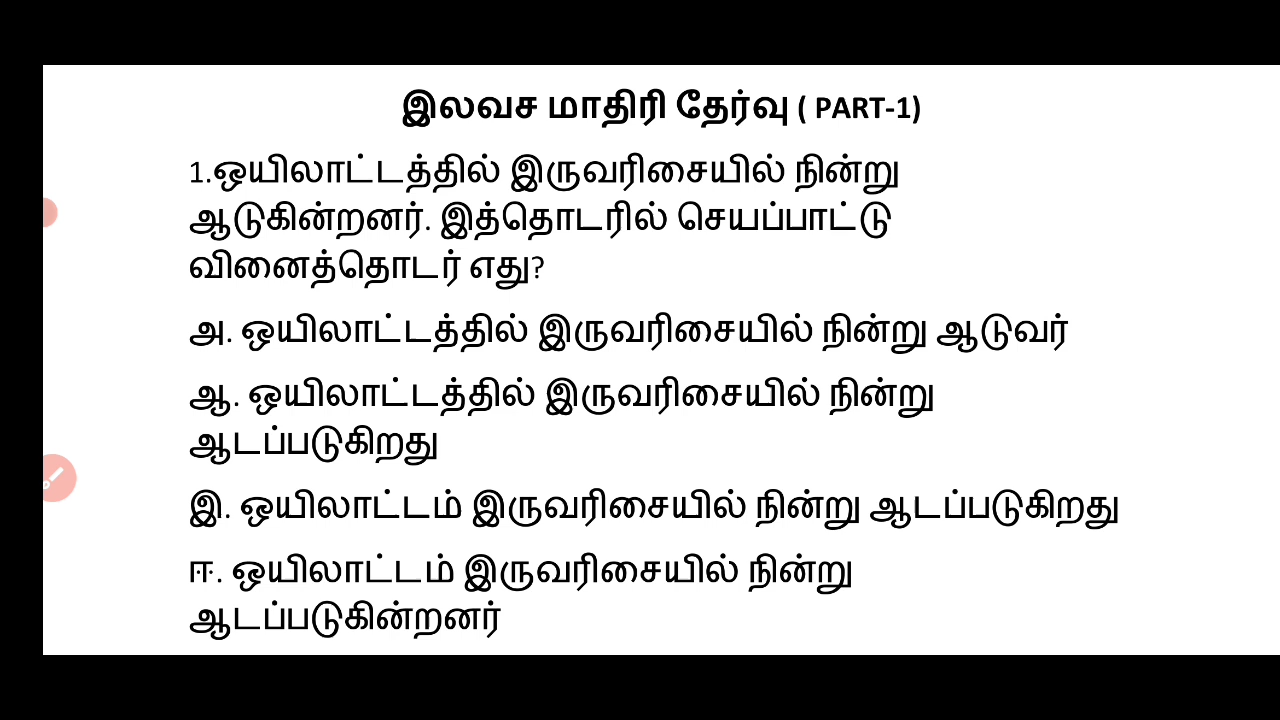 இலவச மாதிரி தேர்வு ( PART-1)
1.ஒயிலாட்டத்தில் இருவரிசையில் நின்று
ஆடுகின்றனர். இத்தொடரில் செயப்பாட்டு
வினைத்தொடர் எது?
அ. ஒயிலாட்டத்தில் இருவரிசையில் நின்று ஆடுவர்
ஆ. ஒயிலாட்டத்தில் இருவரிசையில் நின்று
ஆடப்படுகிறது
இ. ஒயிலாட்டம் இருவரிசையில் நின்று ஆடப்படுகிறது
ஈ. ஒயிலாட்டம் இருவரிசையில் நின்று
ஆடப்படுகின்றனர்